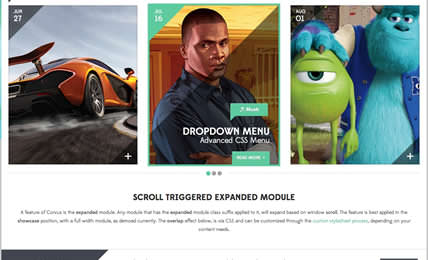 JUN
27
JUL
16
AUG
01
Music
DROPDOWN MENU
Advanced CSS Menu
READ MORE
SCROLL TRIGGERED EXPANDED MODULE
A feature of Corvus is the expanded module. Any module that has the expanded module class suffix applied to it, will expand based on window scroll. The feature is best applied in the
showcase position, with a full width module, as demoed currently. The overlap effect below, is via CSS and can be customized through the custom stylesheet process, depending on your
content needs.